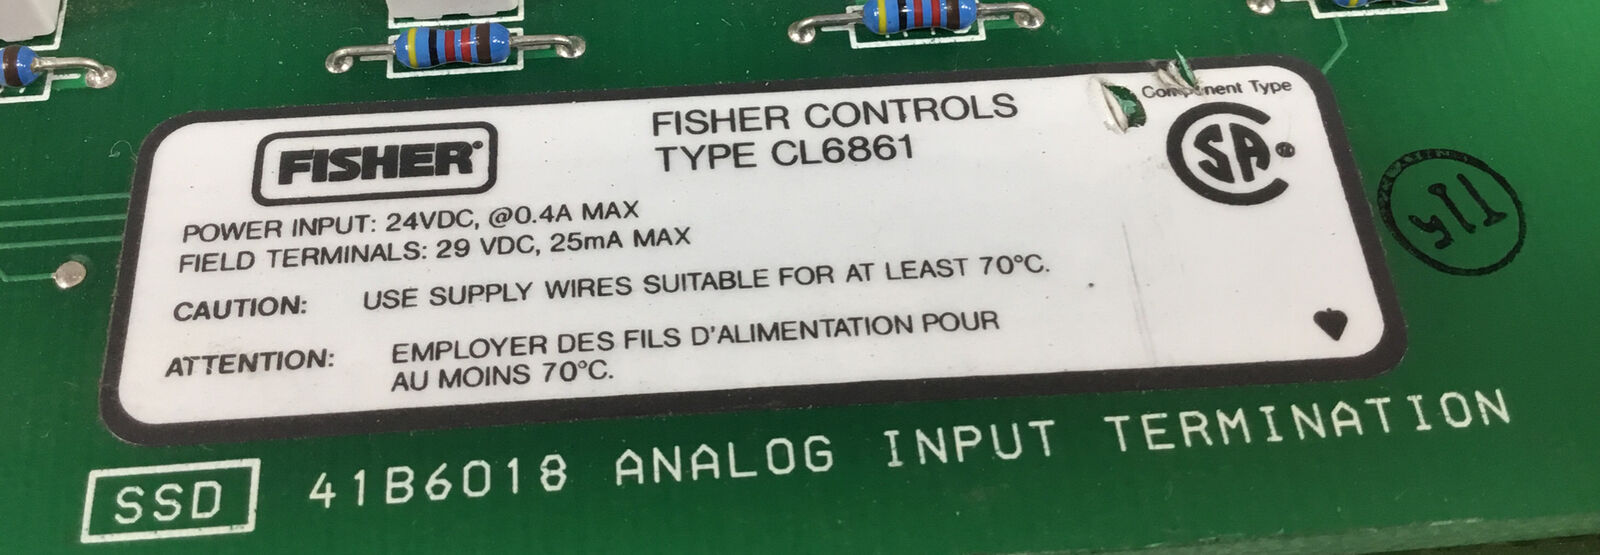 FISHER
FISHER CONTROLS
TYPE CL6861
Component Type
SA
POWER INPUT: 24VDC, @0.4A MAX
FIELD TERMINALS: 29 VDC, 25mA MAX
CAUTION: USE SUPPLY WIRES SUITABLE FOR AT LEAST 70°C.
ATTENTION: EMPLOYER DES FILS D'ALIMENTATION POUR
AU MOINS 70°C.
SSD 41B6018 ANALOG INPUT TERMINATION